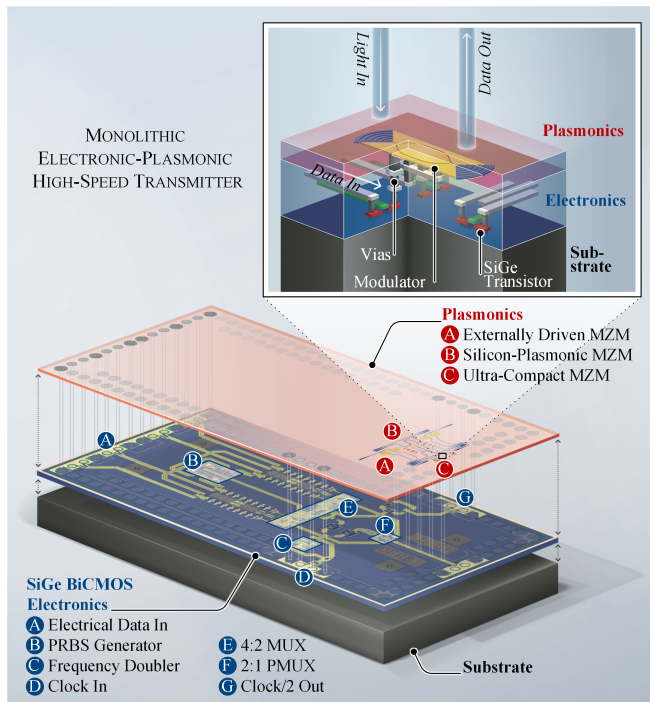 MONOLITHIC
ELECTRONIC-PLASMONIC
HIGH-SPEED TRANSMITTER
Light In
Data Out
Plasmonics
Data In
Electronics
Vias
Modulator
SiGe
Transistor
Sub-
strate
Plasmonics
A Externally Driven MZM
B Silicon-Plasmonic MZM
C Ultra-Compact MZM
B
A
C
A
B
G
E
F
C
D
SiGe BiCMOS
Electronics
A Electrical Data In
B PRBS Generator
C Frequency Doubler
D Clock In
E 4:2 MUX
F 2:1 PMUX
G Clock/2 Out
Substrate